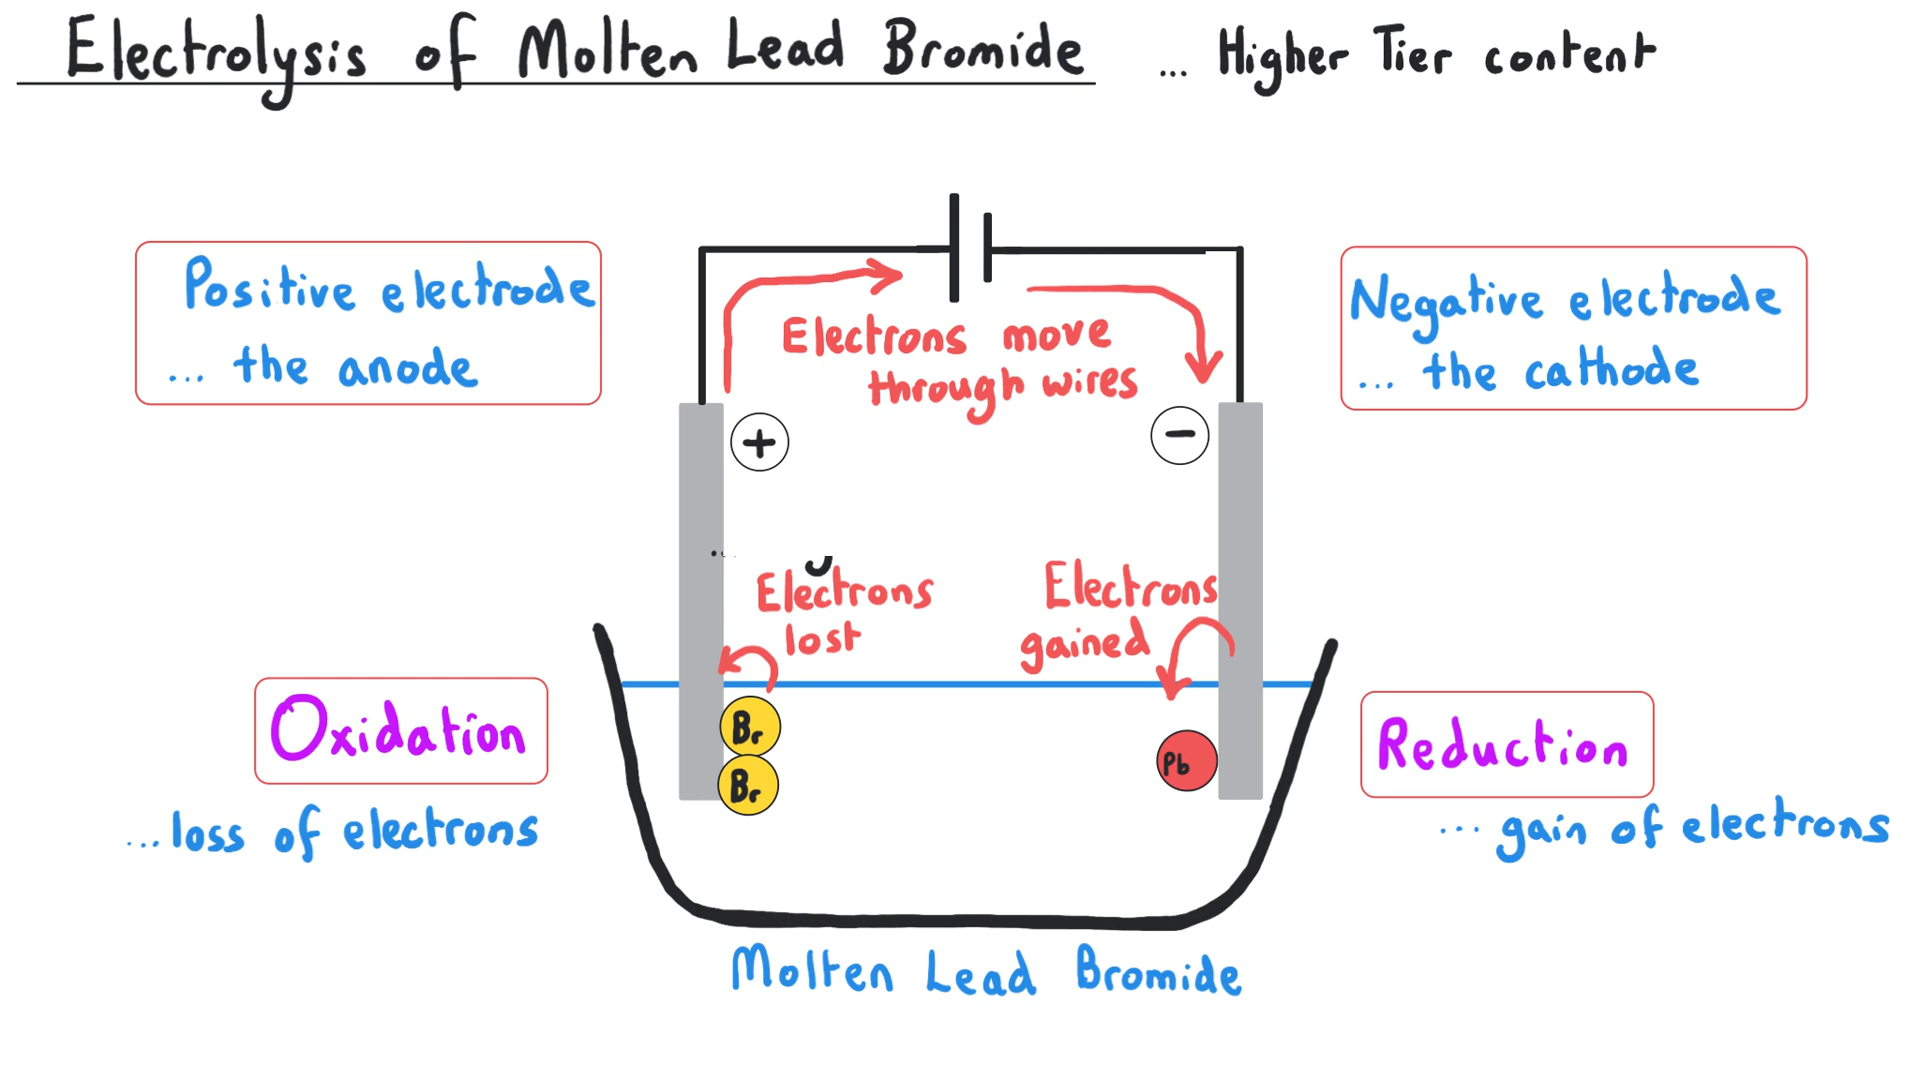 Electrolysis of Molten Lead Bromide ... Higher Tier content
Positive electrode
... the anode
Negative electrode
... the cathode
Electrons move
through wires
+
−
Electrons
lost
Electrons
gained
Br
Br
Pb
Oxidation
... loss of electrons
Reduction
... gain of electrons
Molten Lead Bromide